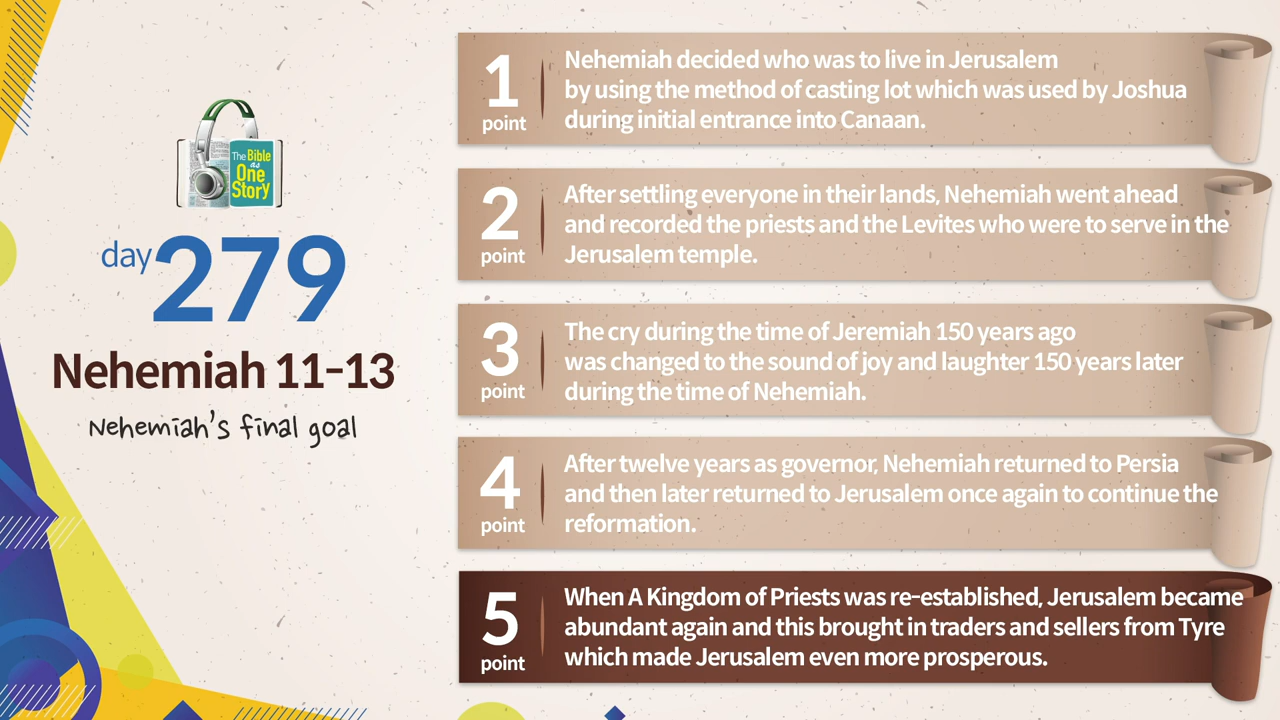 The Bible
as
One
Story
day 279
Nehemiah 11-13
Nehemiah's final goal
1
point
Nehemiah decided who was to live in Jerusalem
by using the method of casting lot which was used by Joshua
during initial entrance into Canaan.
2
point
After settling everyone in their lands, Nehemiah went ahead
and recorded the priests and the Levites who were to serve in the
Jerusalem temple.
3
point
The cry during the time of Jeremiah 150 years ago
was changed to the sound of joy and laughter 150 years later
during the time of Nehemiah.
4
point
After twelve years as governor, Nehemiah returned to Persia
and then later returned to Jerusalem once again to continue the
reformation.
5
point
When A Kingdom of Priests was re-established, Jerusalem became
abundant again and this brought in traders and sellers from Tyre
which made Jerusalem even more prosperous.